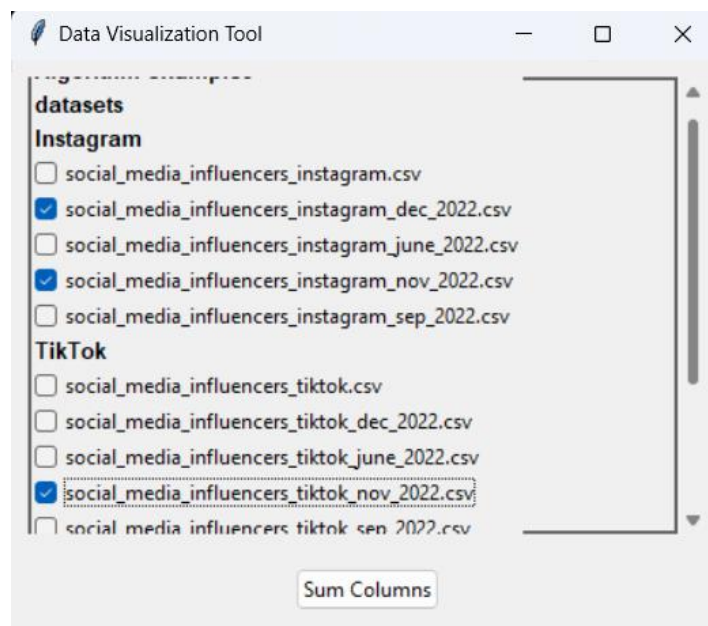 Data Visualization Tool
datasets
Instagram
social_media_influencers_instagram.csv
social_media_influencers_instagram_dec_2022.csv
social_media_influencers_instagram_june_2022.csv
social_media_influencers_instagram_nov_2022.csv
social_media_influencers_instagram_sep_2022.csv
TikTok
social_media_influencers_tiktok.csv
social_media_influencers_tiktok_dec_2022.csv
social_media_influencers_tiktok_june_2022.csv
social_media_influencers_tiktok_nov_2022.csv
social_media_influencers_tiktok_sep_2022.csv
Sum Columns